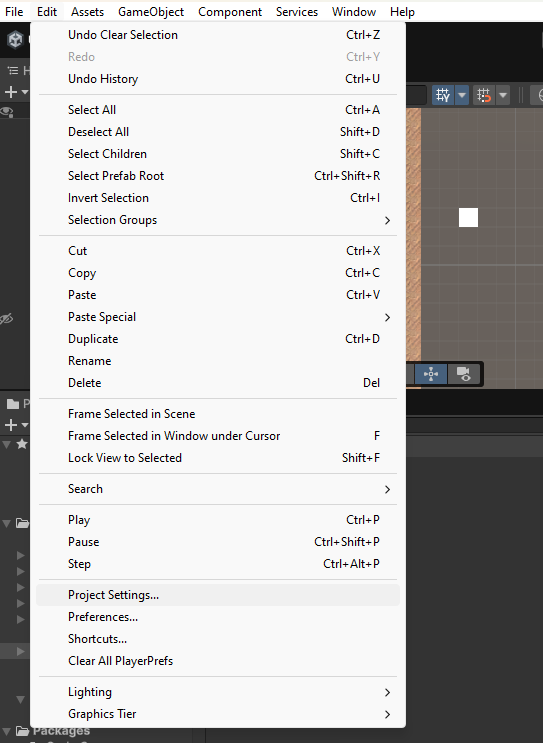 File Edit Assets GameObject Component Services Window Help
Undo Clear Selection Ctrl+Z
Redo Ctrl+Y
Undo History Ctrl+U
Select All Ctrl+A
Deselect All Shift+D
Select Children Shift+C
Select Prefab Root Ctrl+Shift+R
Invert Selection Ctrl+I
Selection Groups
Cut Ctrl+X
Copy Ctrl+C
Paste Ctrl+V
Paste Special
Duplicate Ctrl+D
Rename
Delete Del
Frame Selected in Scene
Frame Selected in Window under Cursor F
Lock View to Selected Shift+F
Search
Play Ctrl+P
Pause Ctrl+Shift+P
Step Ctrl+Alt+P
Project Settings...
Preferences...
Shortcuts...
Clear All PlayerPrefs
Lighting
Graphics Tier
Packages